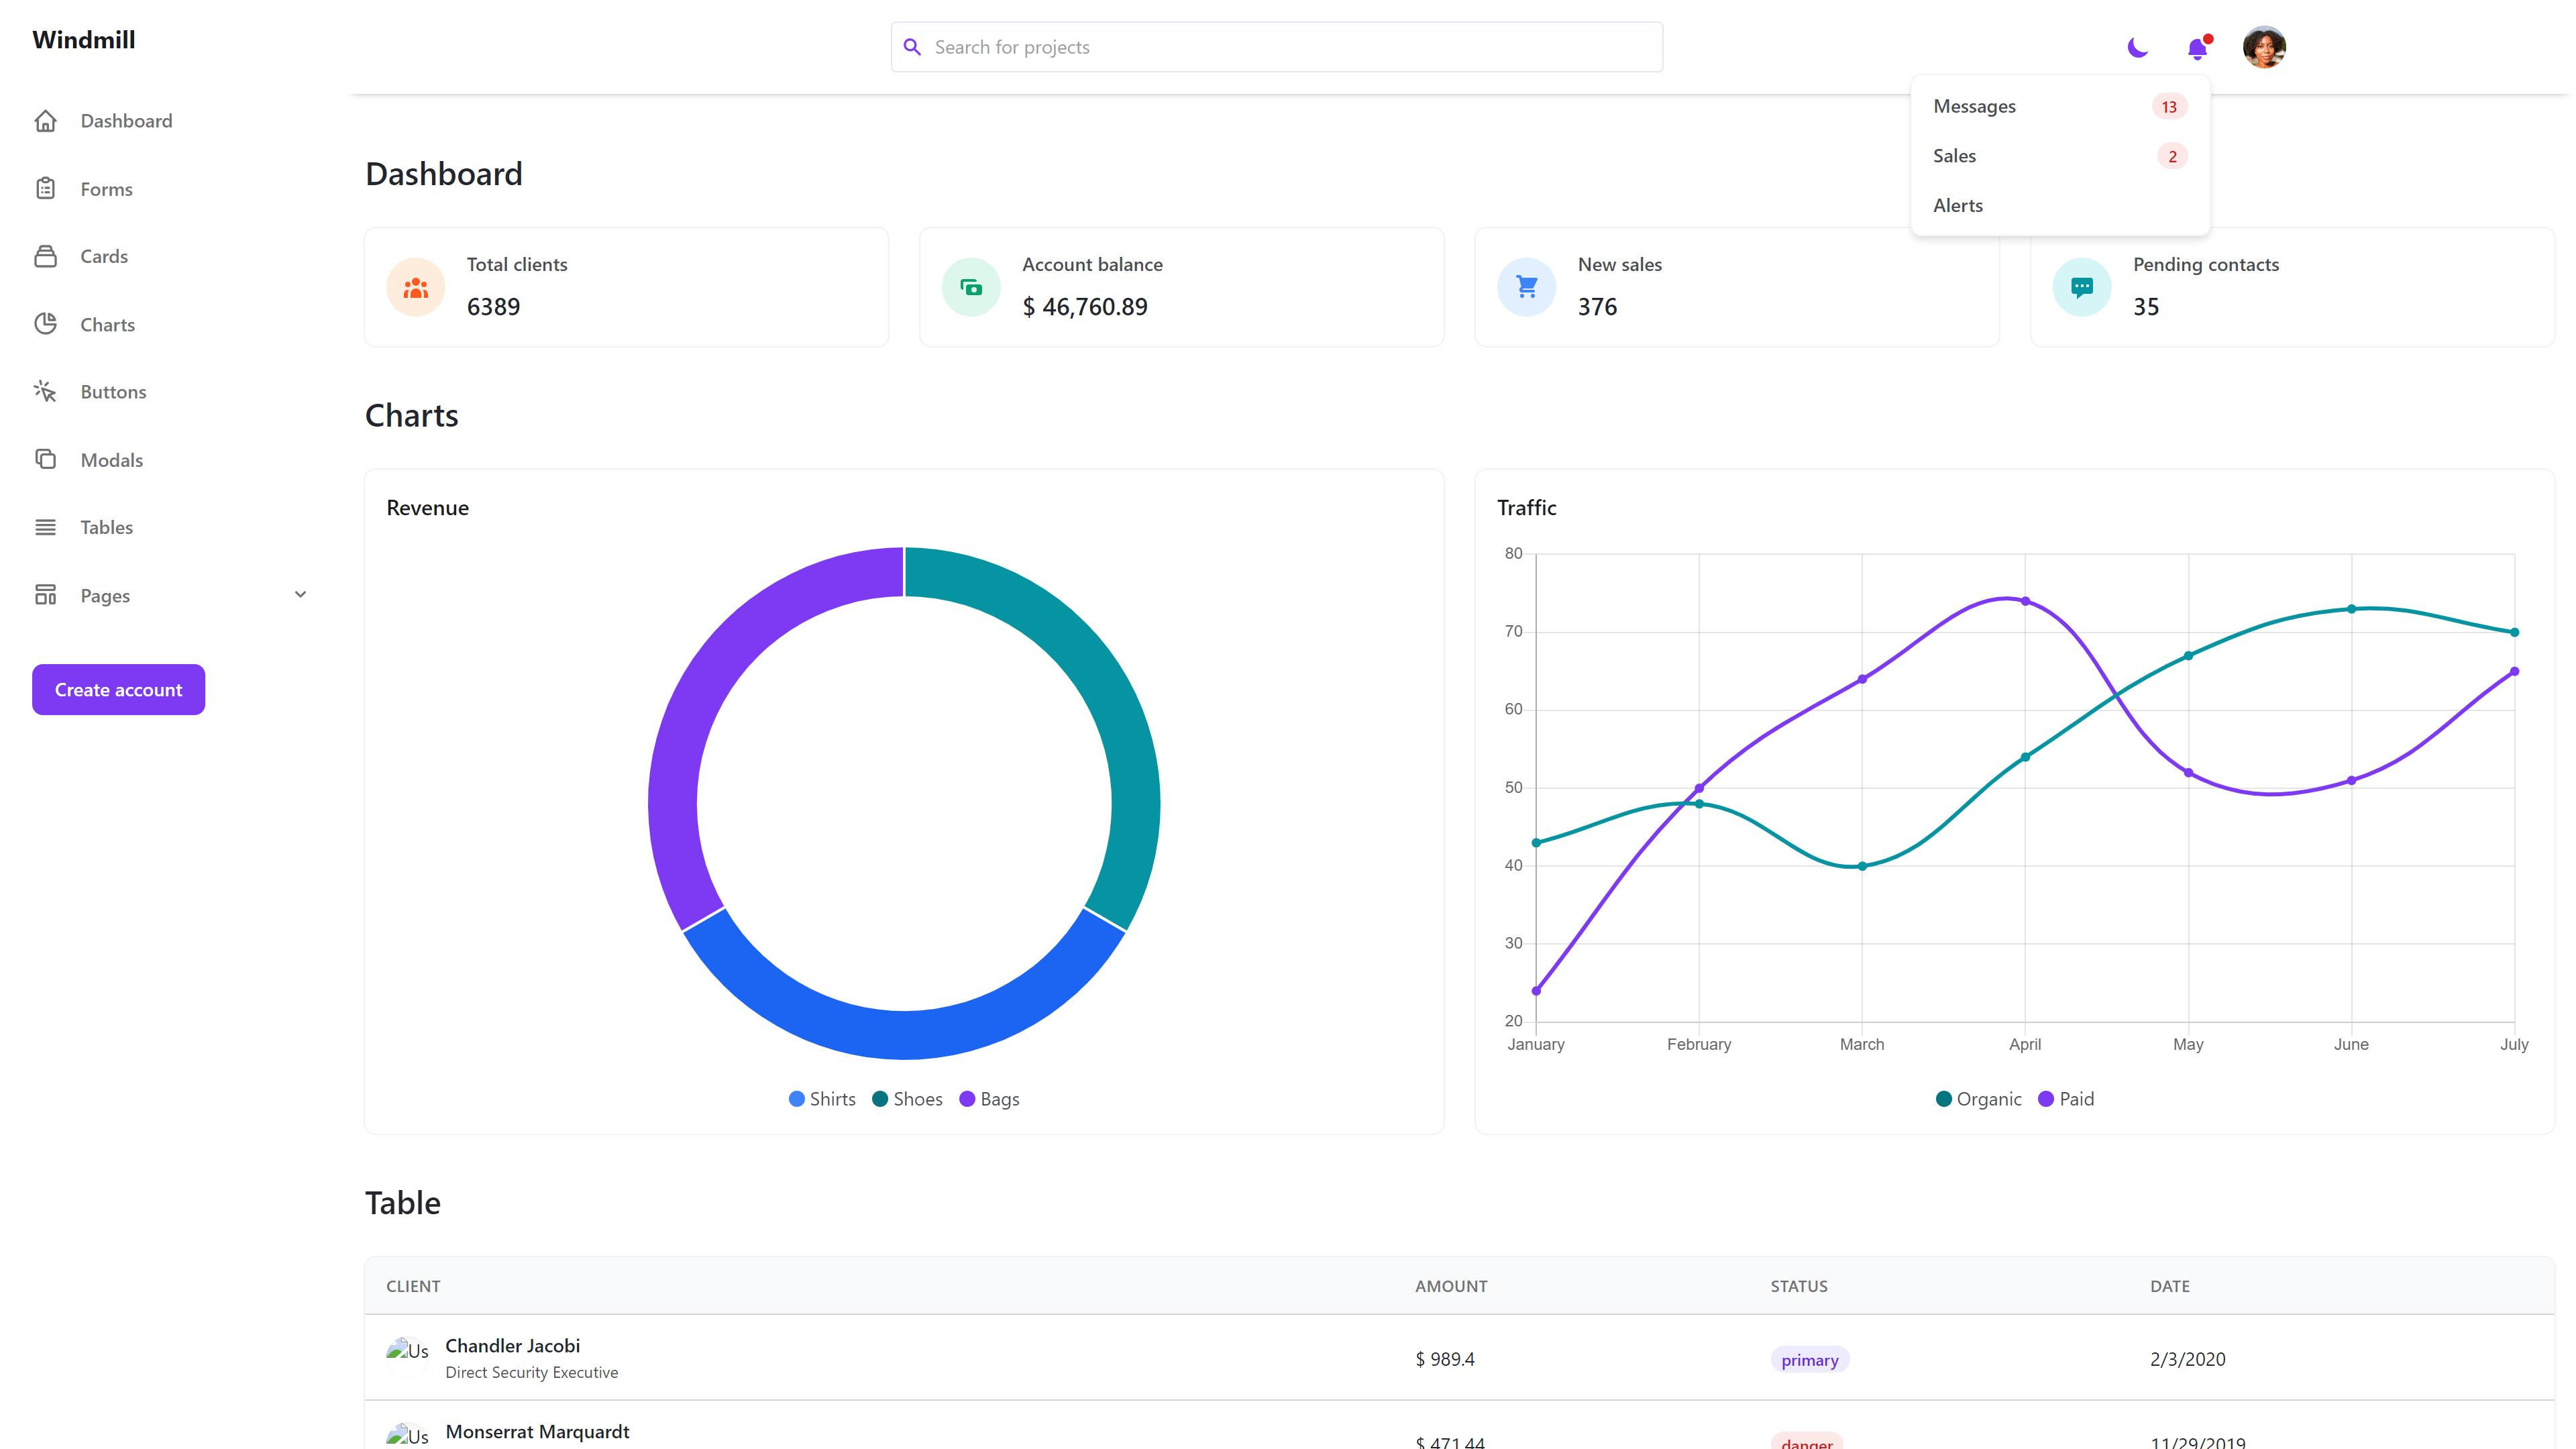 Windmill
Search for projects
Dashboard
Forms
Cards
Charts
Buttons
Modals
Tables
Pages
Create account
Messages 13
Sales 2
Alerts
Dashboard
Total clients
6389
Account balance
$ 46,760.89
New sales
376
Pending contacts
35
Charts
Revenue
Shirts Shoes Bags
Traffic
80
70
60
50
40
30
20
January February March April May June July
Organic Paid
Table
CLIENT AMOUNT STATUS DATE
Us Chandler Jacobi
Direct Security Executive
$ 989.4 primary 2/3/2020
Us Monserrat Marquardt
$ 471.44 danger 11/29/2019